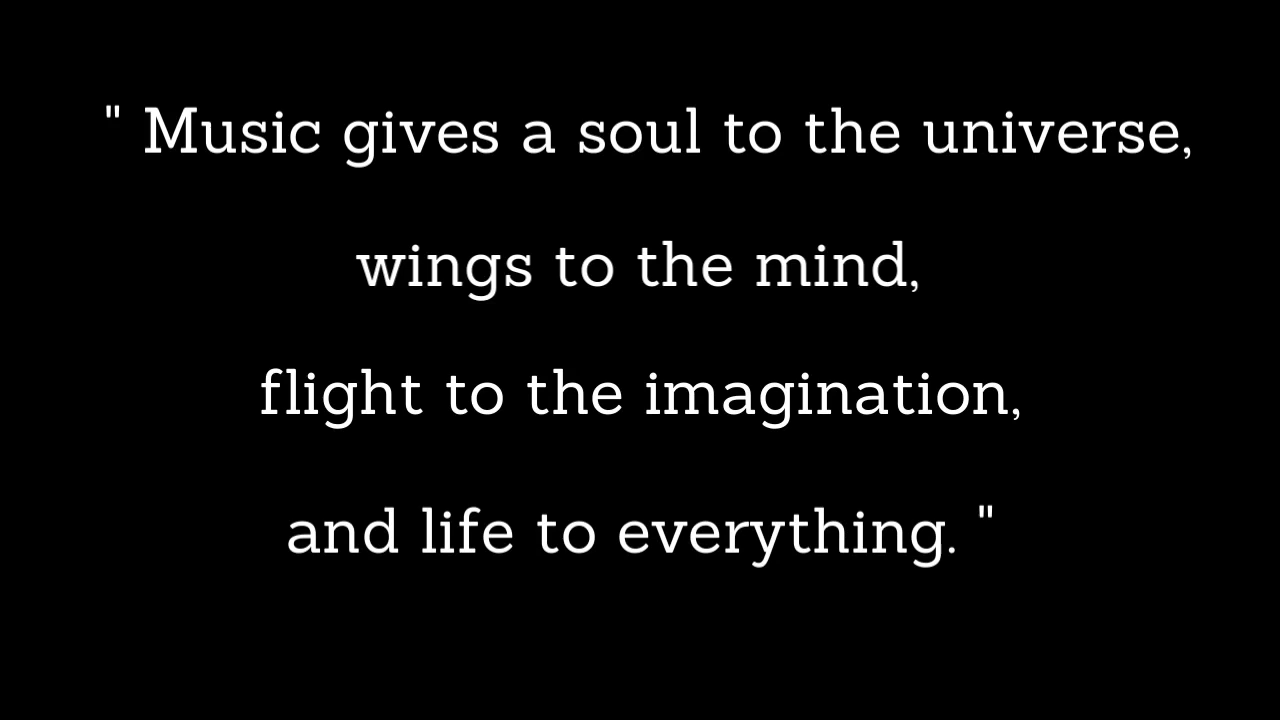 " Music gives a soul to the universe,
wings to the mind,
flight to the imagination,
and life to everything. "